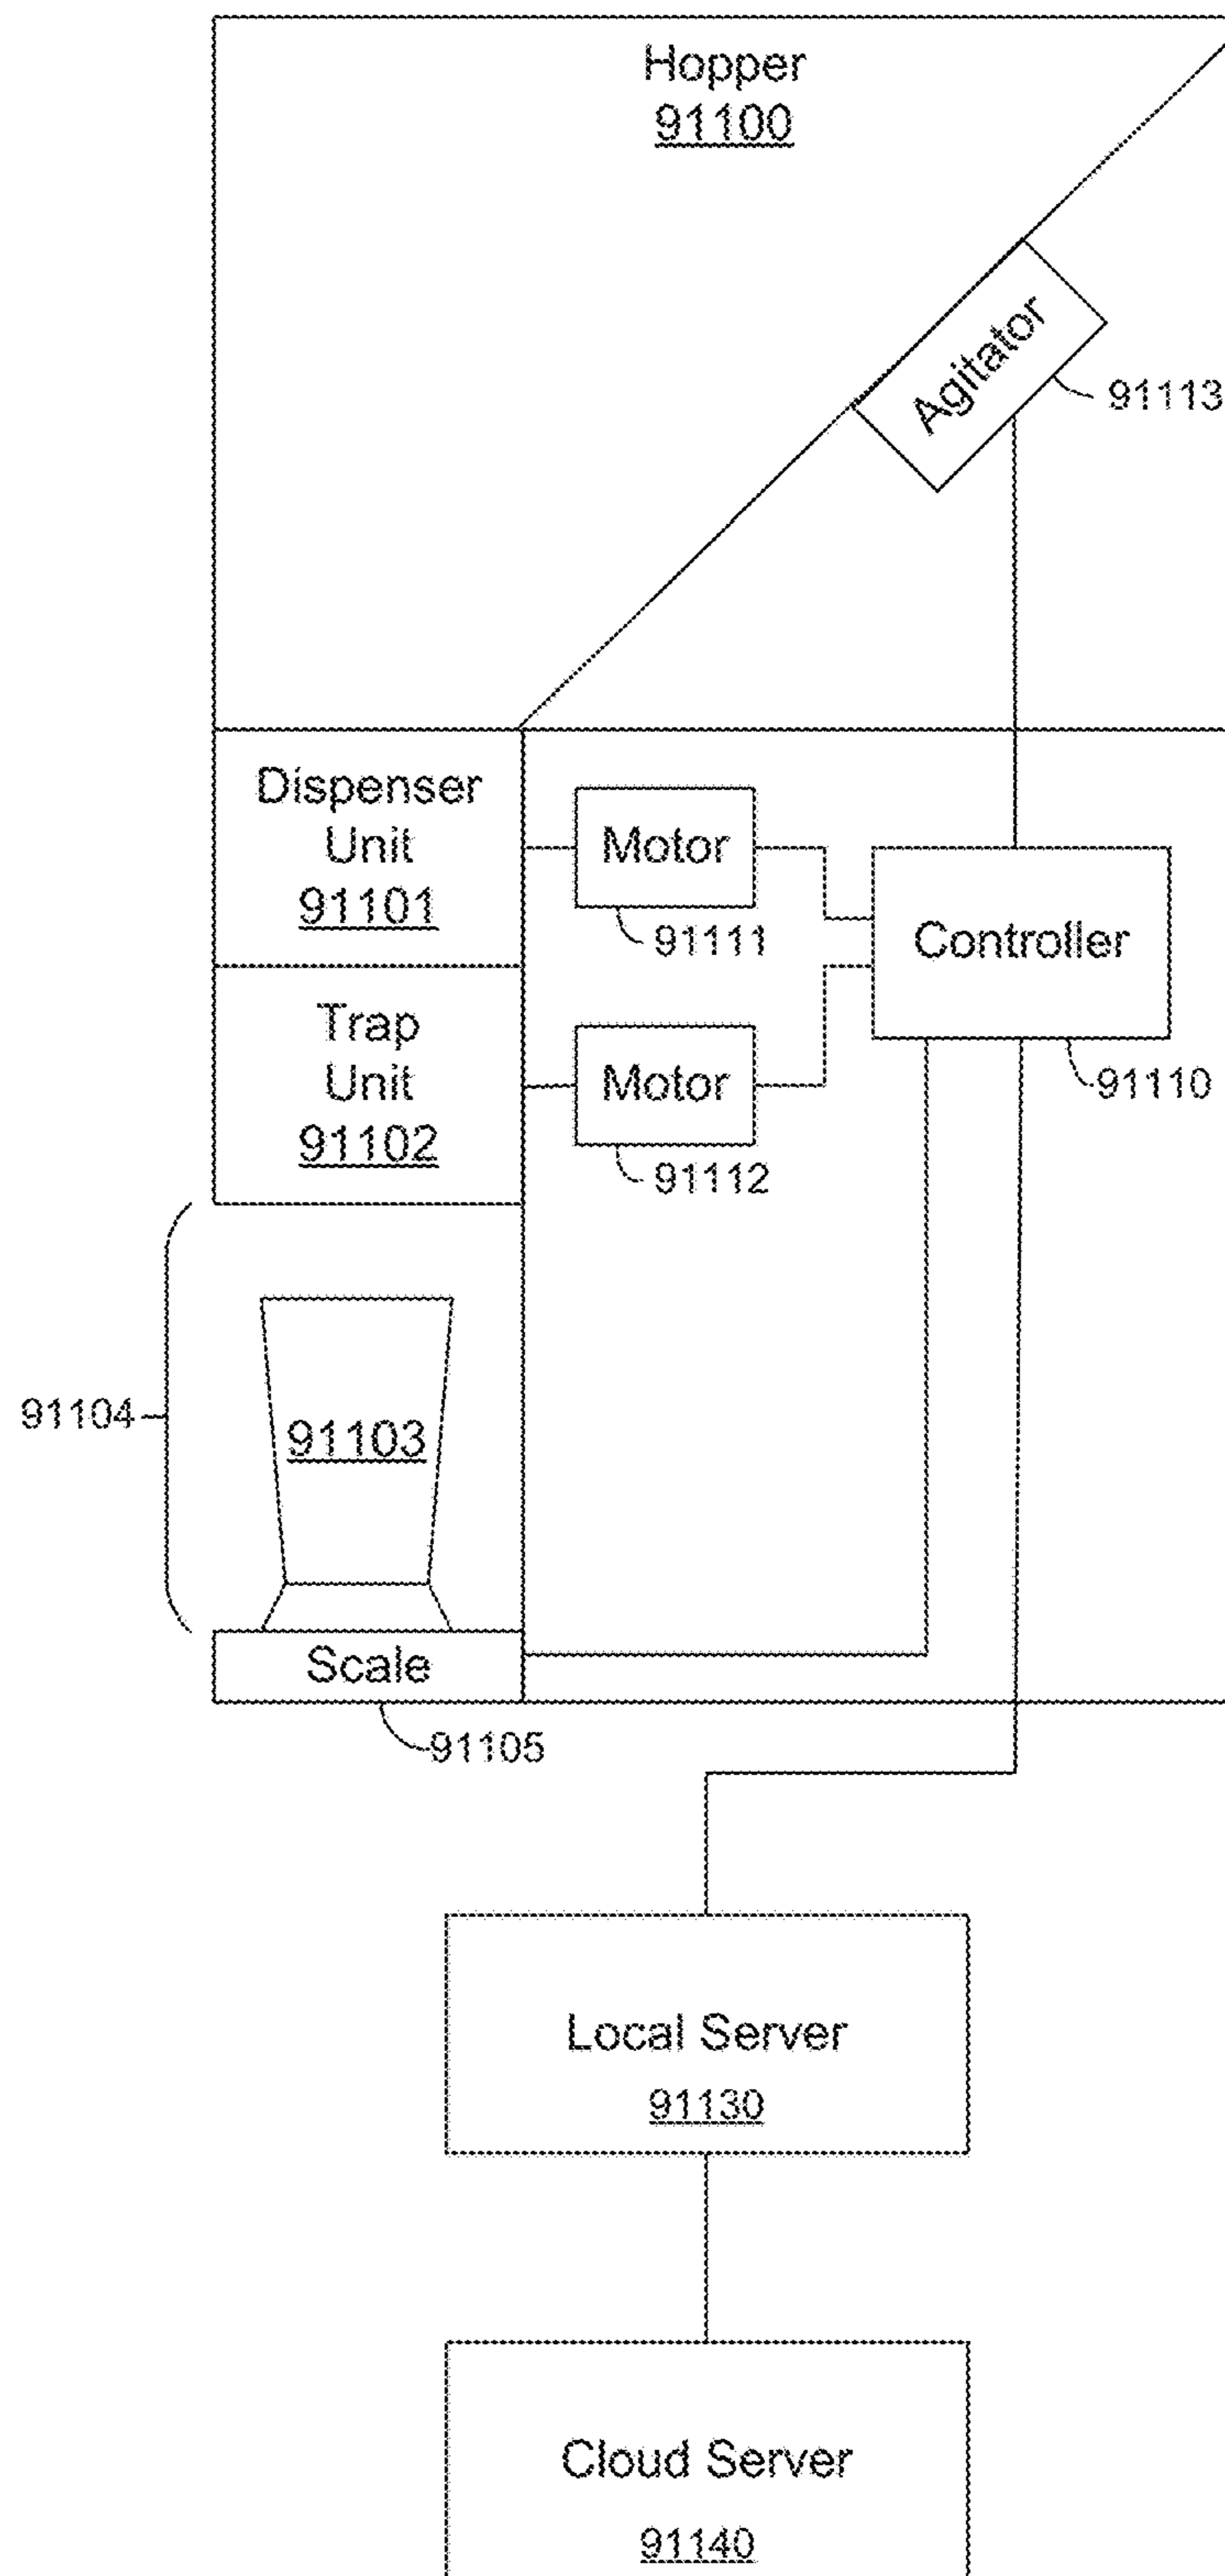 Hopper
91100
Agitator
91113
Dispenser
Unit
91101
Motor
91111
Controller
91110
Trap
Unit
91102
Motor
91112
91104
91103
Scale
91105
Local Server
91130
Cloud Server
91140